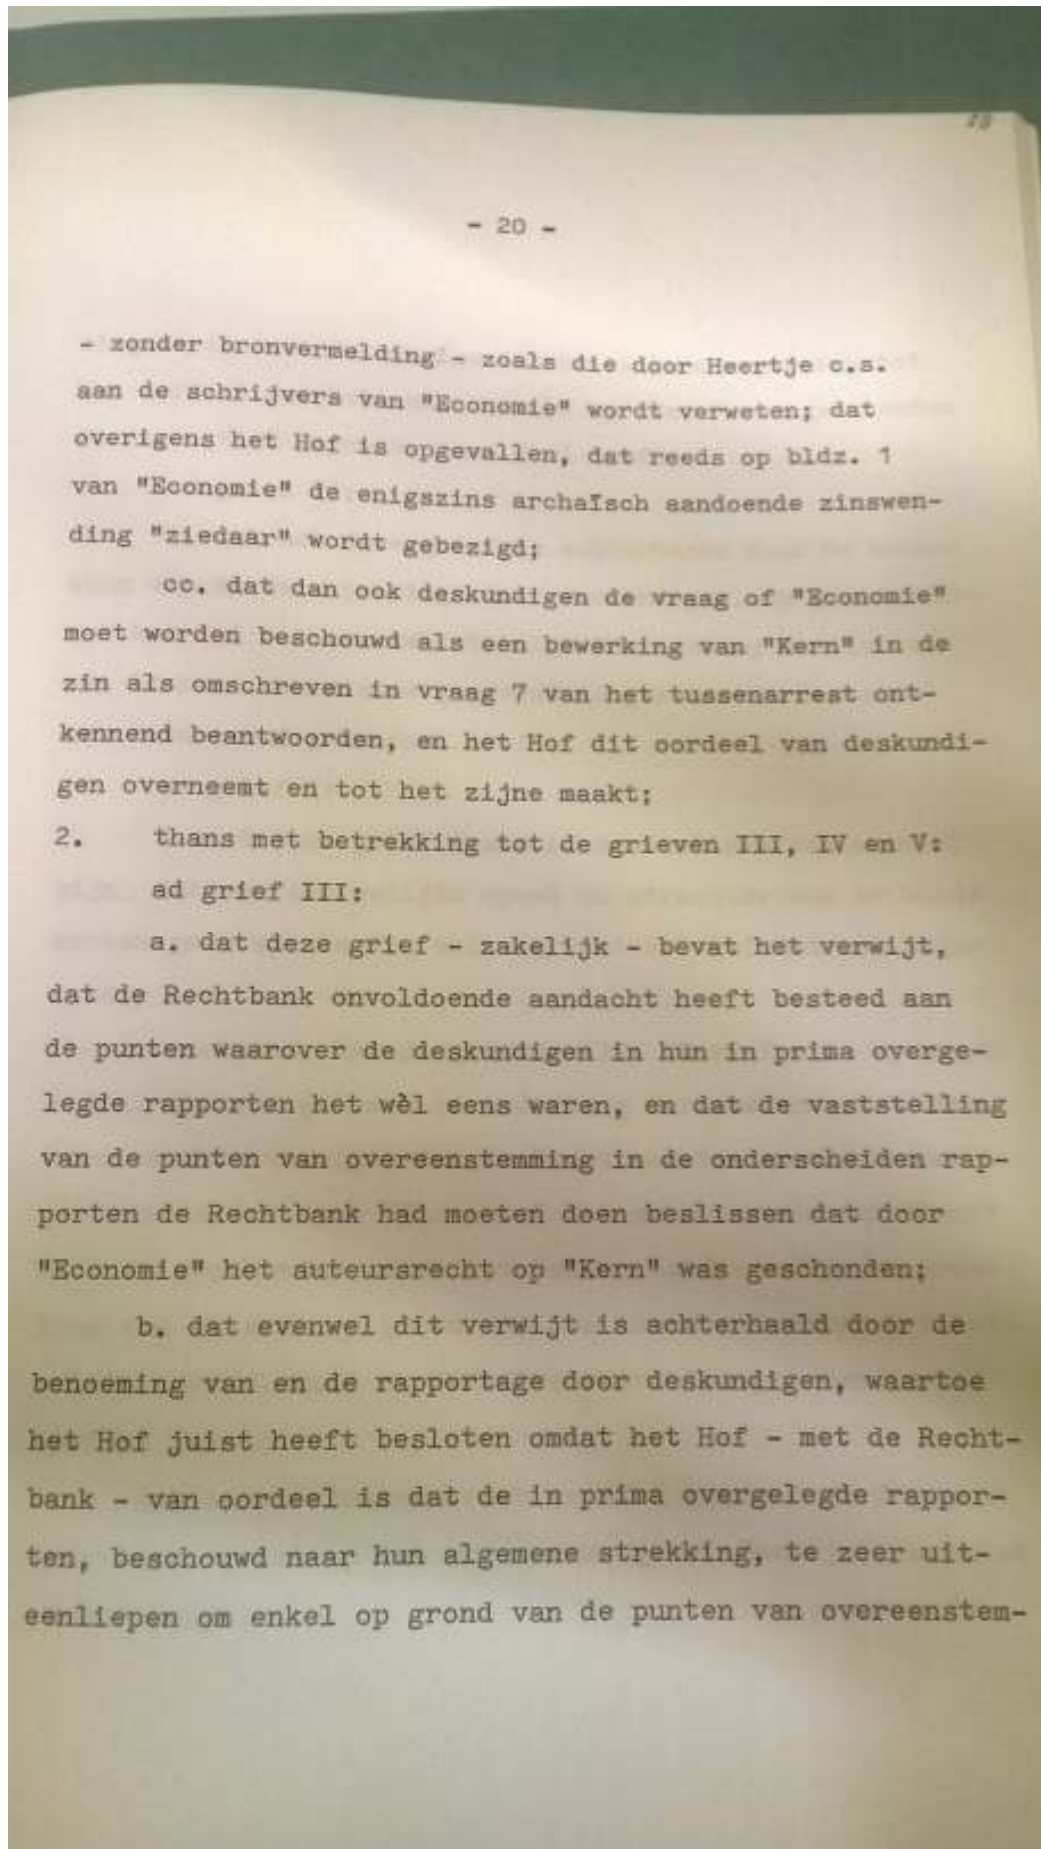 - 20 -
- zonder bronvermelding - zoals die door Heertje c.s.
aan de schrijvers van "Economie" wordt verweten; dat
overigens het Hof is opgevallen, dat reeds op bldz. 1
van "Economie" de enigszins archaïsch aandoende zinswen-
ding "ziedaar" wordt gebezigd;
cc. dat dan ook deskundigen de vraag of "Economie"
moet worden beschouwd als een bewerking van "Kern" in de
zin als omschreven in vraag 7 van het tussenarrest ont-
kennend beantwoorden, en het Hof dit oordeel van deskundi-
gen overneemt en tot het zijne maakt;
2. thans met betrekking tot de grieven III, IV en V:
ad grief III:
a. dat deze grief - zakelijk - bevat het verwijt,
dat de Rechtbank onvoldoende aandacht heeft besteed aan
de punten waarover de deskundigen in hun in prima overge-
legde rapporten het wèl eens waren, en dat de vaststelling
van de punten van overeenstemming in de onderscheiden rap-
porten de Rechtbank had moeten doen beslissen dat door
"Economie" het auteursrecht op "Kern" was geschonden;
b. dat evenwel dit verwijt is achterhaald door de
benoeming van en de rapportage door deskundigen, waartoe
het Hof juist heeft besloten omdat het Hof - met de Recht-
bank - van oordeel is dat de in prima overgelegde rappor-
ten, beschouwd naar hun algemene strekking, te zeer uit-
eenliepen om enkel op grond van de punten van overeenstem-